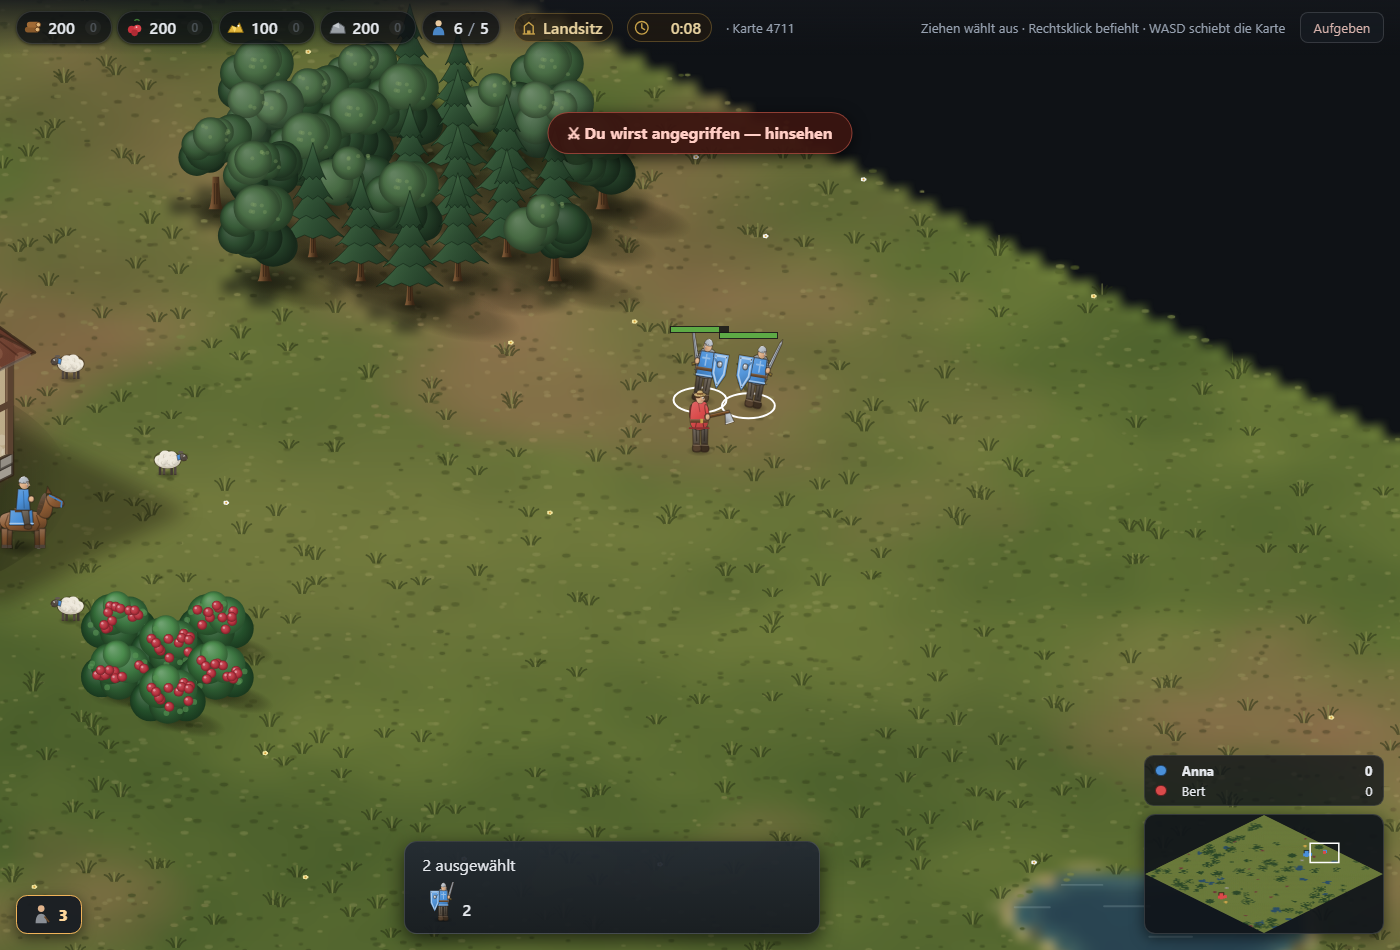 200 0 200 0 100 0 200 0 6 / 5 Landsitz 0:08 · Karte 4711 Ziehen wählt aus · Rechtsklick befiehlt · WASD schiebt die Karte Aufgeben
Du wirst angegriffen — hinsehen
Anna 0
Bert 0
2 ausgewählt
2
3